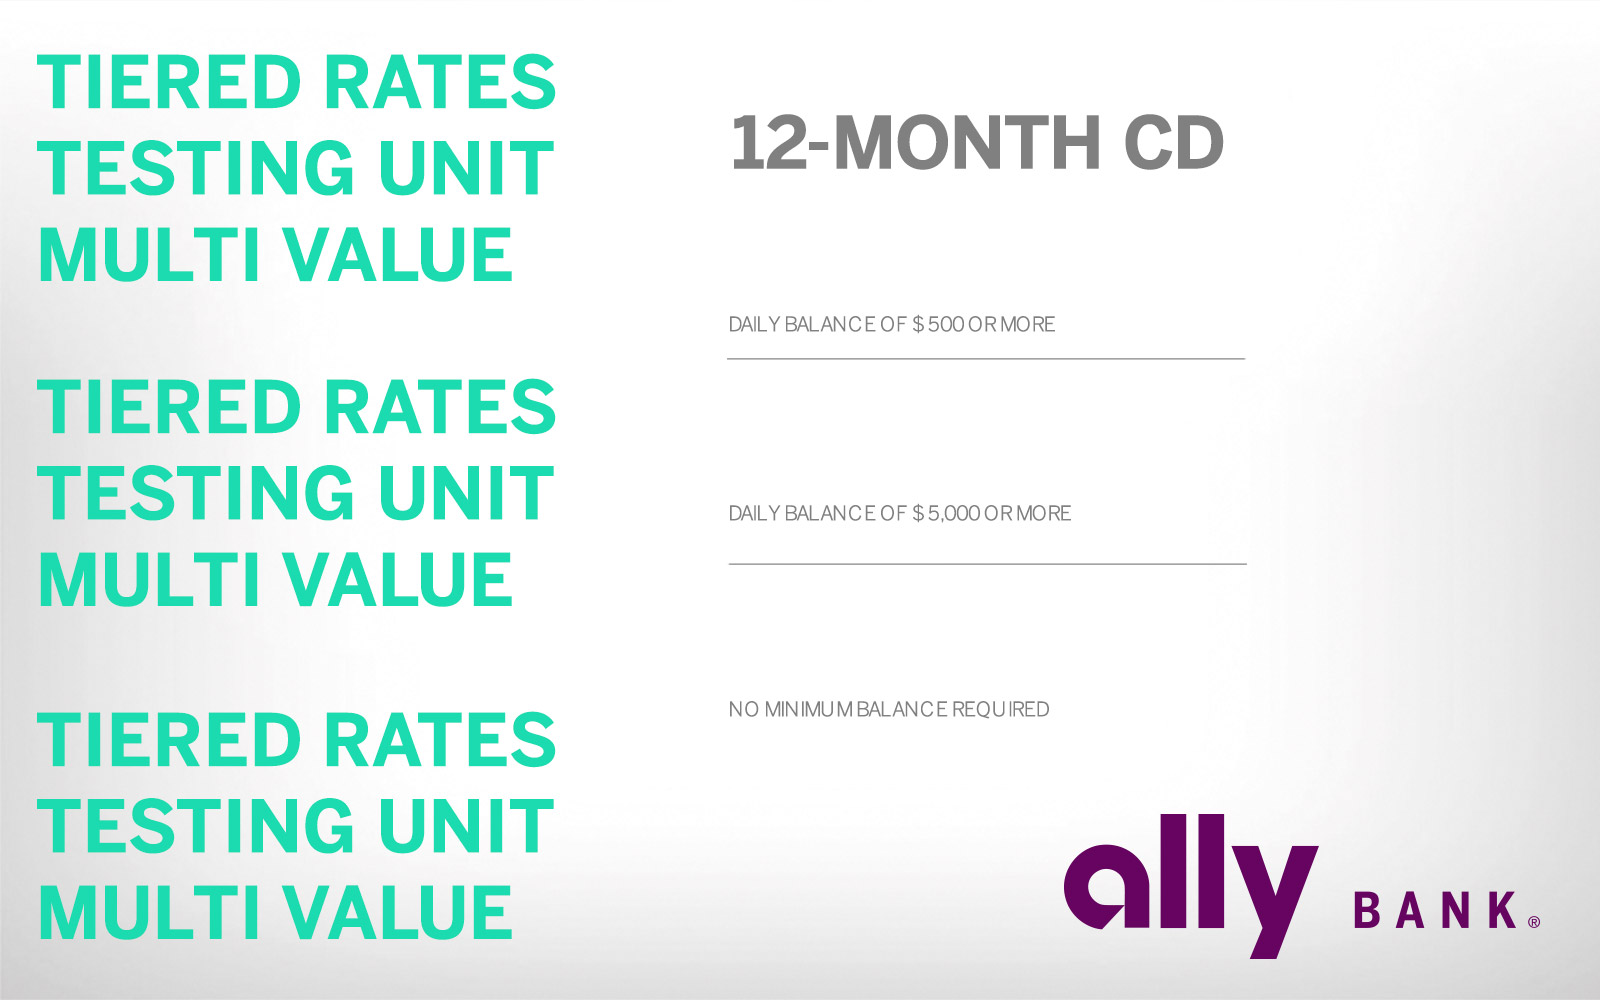 TIERED RATES
TESTING UNIT
MULTI VALUE
TIERED RATES
TESTING UNIT
MULTI VALUE
TIERED RATES
TESTING UNIT
MULTI VALUE
12-MONTH CD
DAILY BALANCE OF $500 OR MORE
DAILY BALANCE OF $5,000 OR MORE
NO MINIMUM BALANCE REQUIRED
ally BANK®